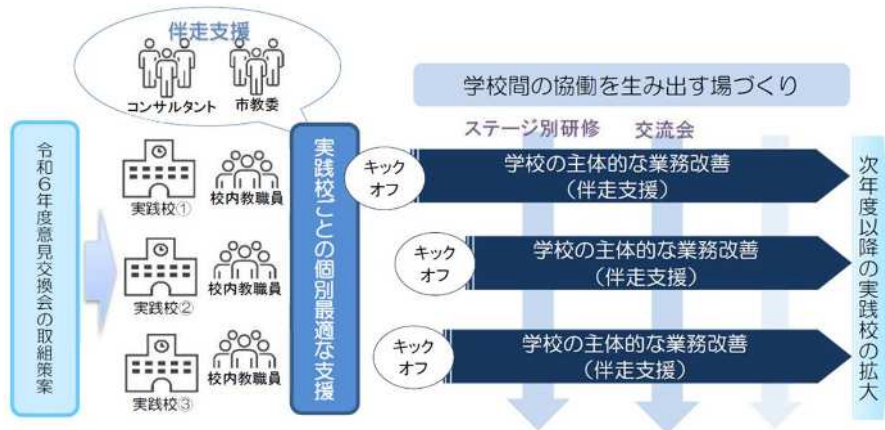 伴走支援
コンサルタント
市教委
学校間の協働を生み出す場づくり
令和6年度意見交換会の取組策案
実践校①
校内教職員
実践校②
校内教職員
実践校③
校内教職員
実践校ごとの個別最適な支援
ステージ別研修
交流会
キック
オフ
学校の主体的な業務改善
(伴走支援)
キック
オフ
学校の主体的な業務改善
(伴走支援)
キック
オフ
学校の主体的な業務改善
(伴走支援)
次年度以降の実践校の拡大